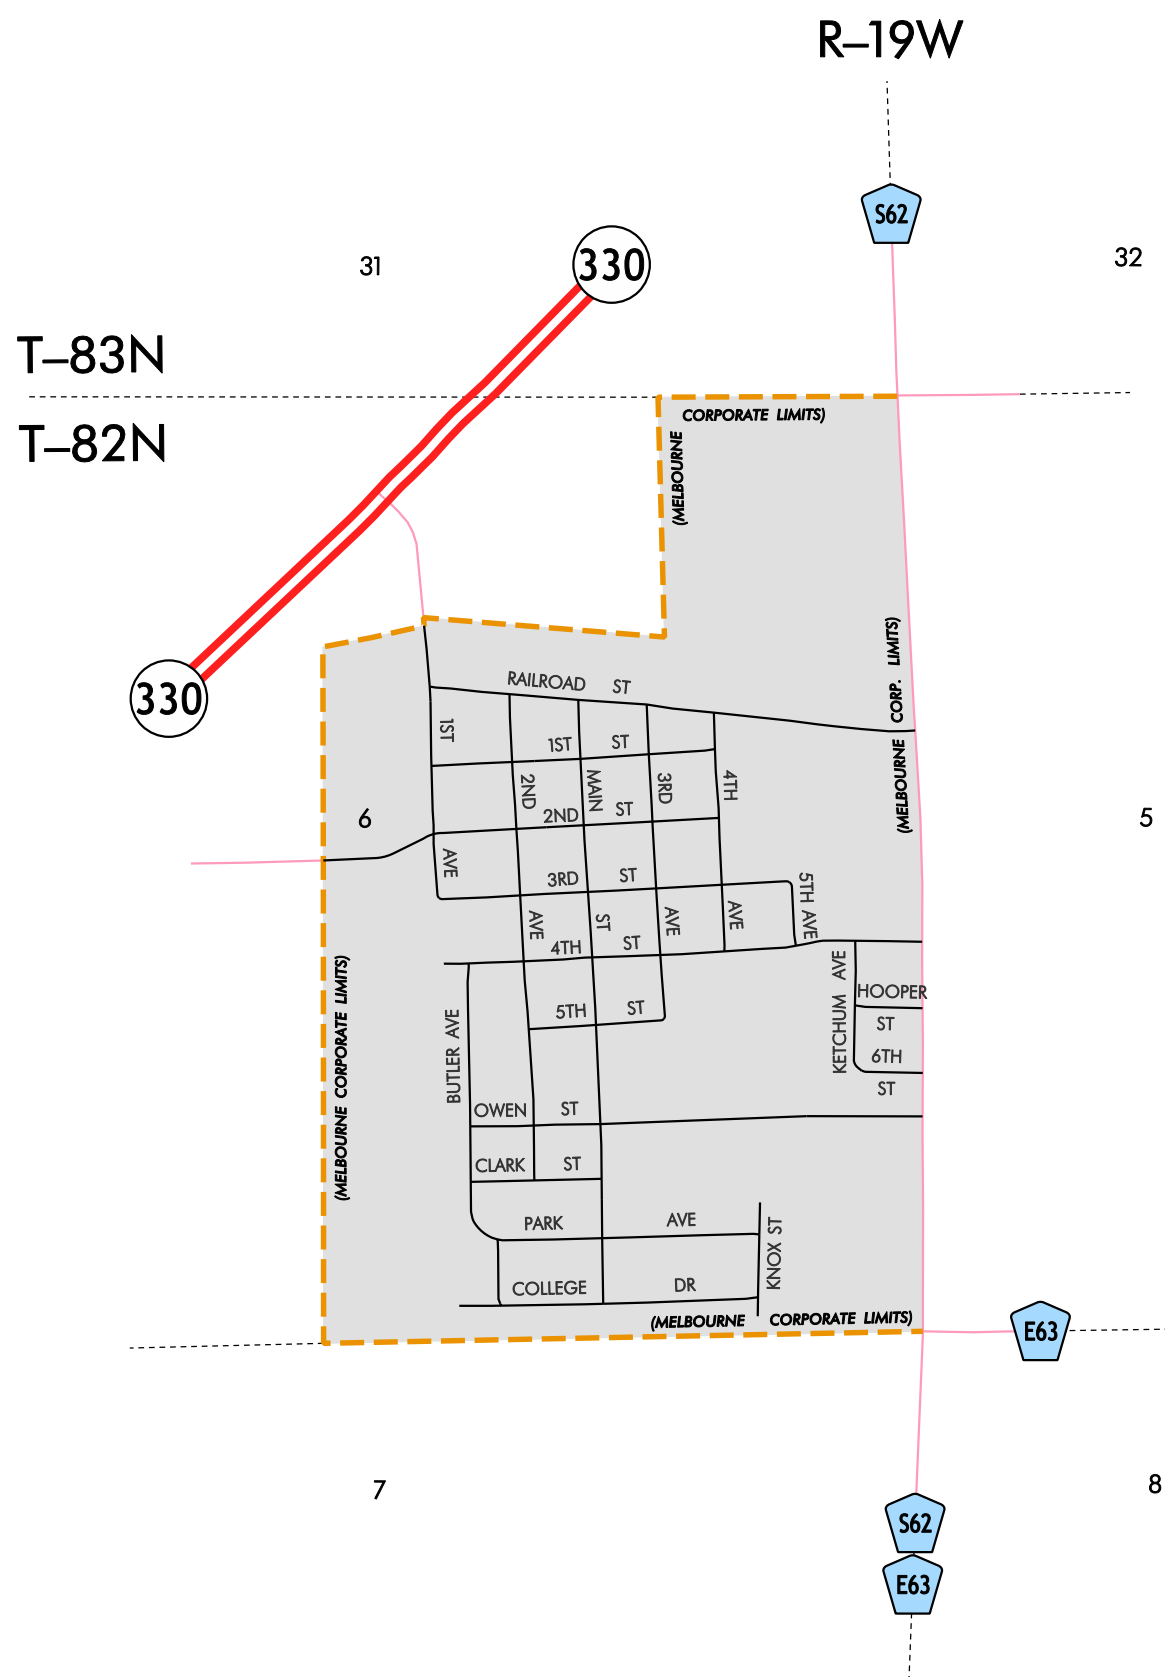 R–19W
S62
31
330
32
T–83N
T–82N
CORPORATE LIMITS)
(MELBOURNE
(MELBOURNE CORP. LIMITS)
330
RAILROAD ST
1ST AVE
1ST ST
2ND AVE
MAIN ST
3RD AVE
4TH AVE
2ND ST
6
5
3RD ST
5TH AVE
4TH ST
(MELBOURNE CORPORATE LIMITS)
BUTLER AVE
5TH ST
KETCHUM AVE
HOOPER
ST
6TH
ST
OWEN ST
CLARK ST
PARK AVE
KNOX ST
COLLEGE DR
(MELBOURNE CORPORATE LIMITS)
E63
7
8
S62
E63